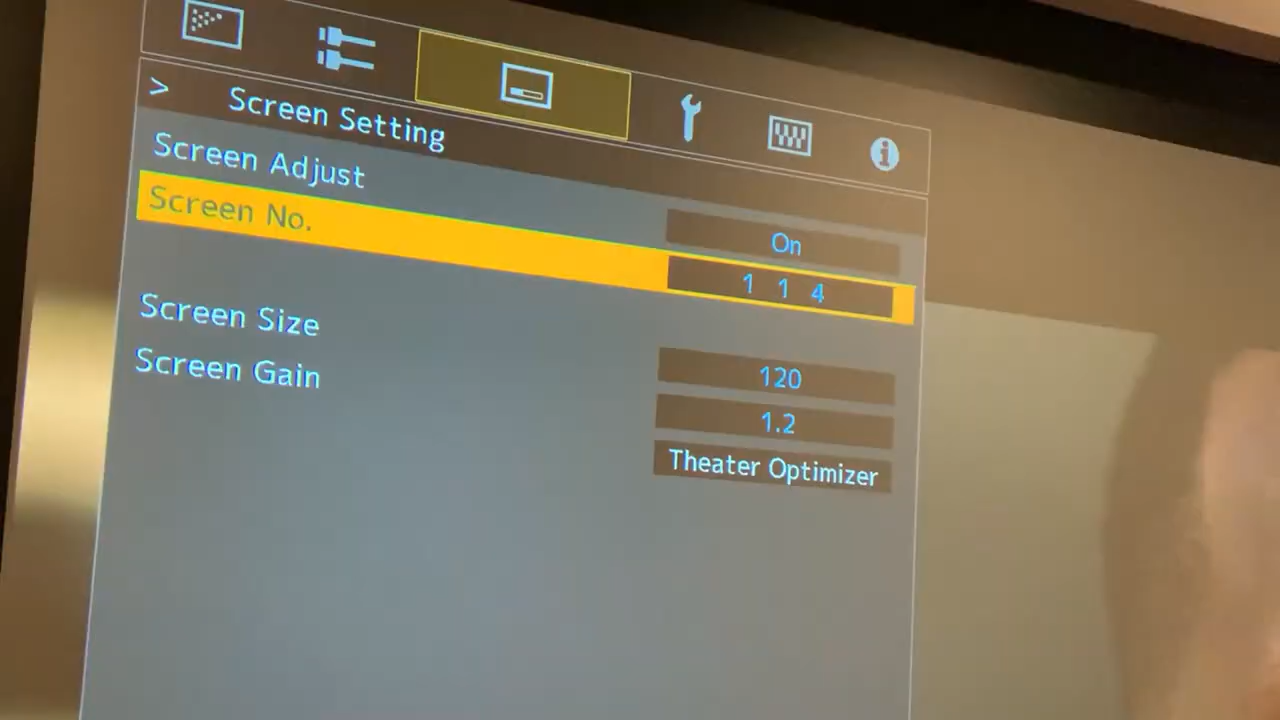 > Screen Setting
Screen Adjust On
Screen No. 1 1 4
Screen Size 120
Screen Gain 1.2
Theater Optimizer